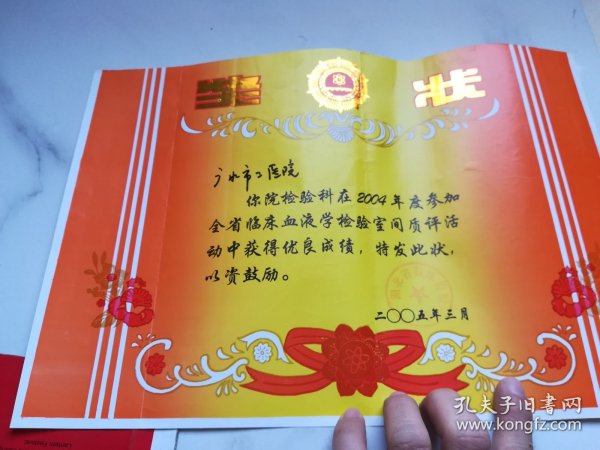 奖状
广水市二医院
你院检验科在2004年度参加
全省临床血液学检验室间质评活
动中获得优良成绩，特发此状，
以资鼓励。
二〇〇五年三月
Lantern Festival
孔夫子旧书网
www.kongfz.com